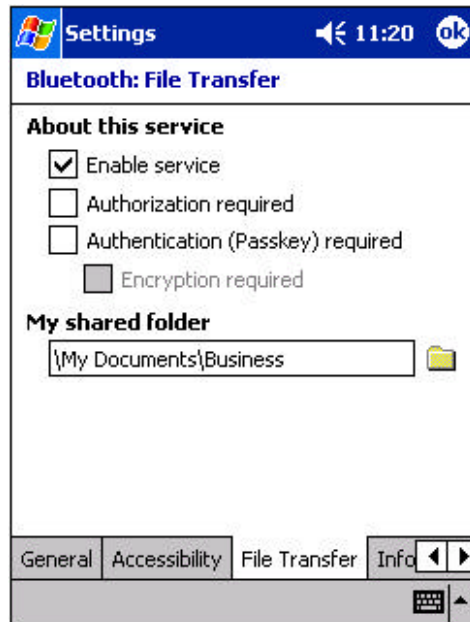 Settings 11:20 ok
Bluetooth: File Transfer
About this service
Enable service
Authorization required
Authentication (Passkey) required
Encryption required
My shared folder
\My Documents\Business
General Accessibility File Transfer Info